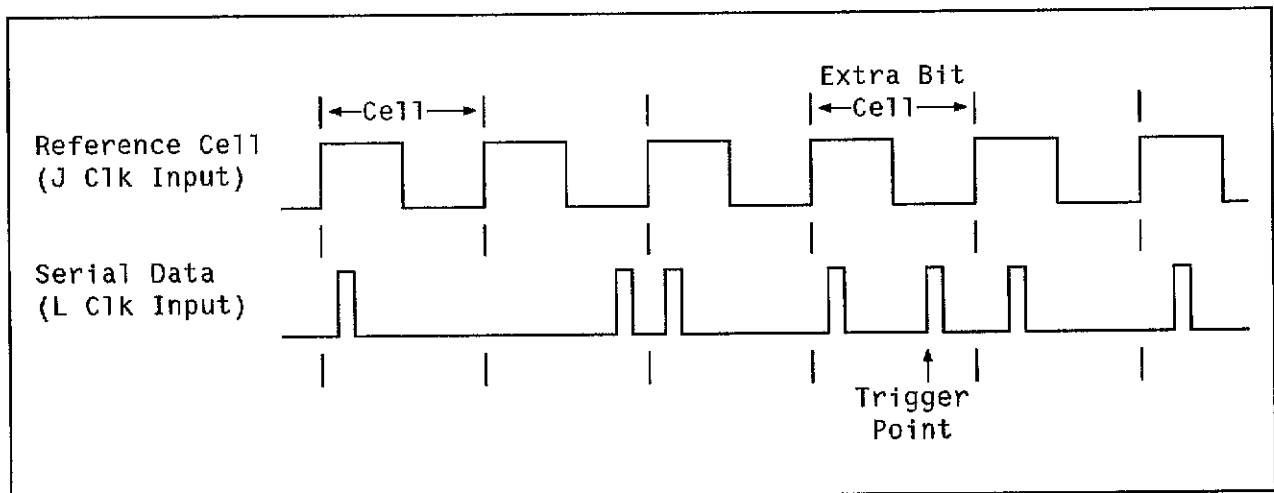 Extra Bit
←Cell→
←Cell→
Reference Cell
(J Clk Input)
Serial Data
(L Clk Input)
Trigger
Point